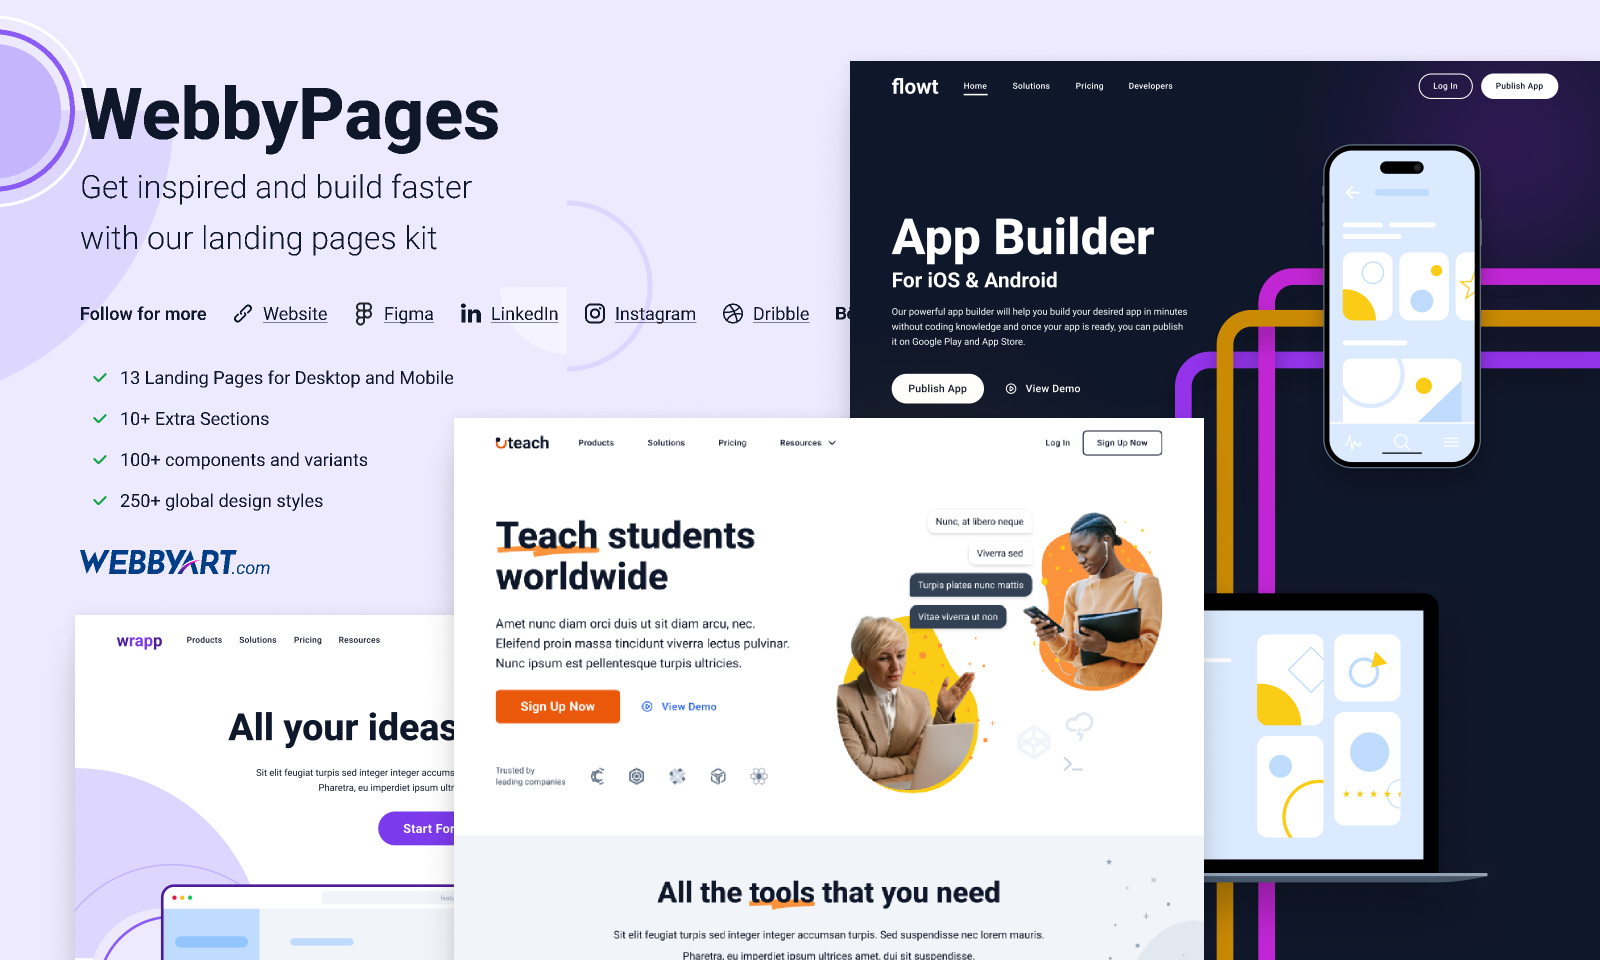 WebbyPages
Get inspired and build faster
with our landing pages kit
Follow for more Website Figma LinkedIn Instagram Dribble
13 Landing Pages for Desktop and Mobile
10+ Extra Sections
100+ components and variants
250+ global design styles
WEBBYART.com
flowt Home Solutions Pricing Developers Log In Publish App
App Builder
For iOS & Android
Our powerful app builder will help you build your desired app in minutes
without coding knowledge and once your app is ready, you can publish
it on Google Play and App Store.
Publish App View Demo
wrapp Products Solutions Pricing Resources
All your ideas
Sit elit feugiat turpis sed integer integer
Pharetra, eu imperdiet ipsum
Start
uteach Products Solutions Pricing Resources Log In Sign Up Now
Teach students
worldwide
Amet nunc diam orci duis ut sit diam arcu, nec.
Eleifend proin massa tincidunt viverra lectus pulvinar.
Nunc ipsum est pellentesque turpis ultricies.
Sign Up Now View Demo
Trusted by
leading companies
Nunc, at libero neque
Viverra sed
Turpis platea nunc mattis
Vitae viverra ut non
All the tools that you need
Sit elit feugiat turpis sed integer integer accumsan turpis. Sed suspendisse nec lorem mauris.
Pharetra, eu imperdiet ipsum ultrices amet, dui sit suspendisse.